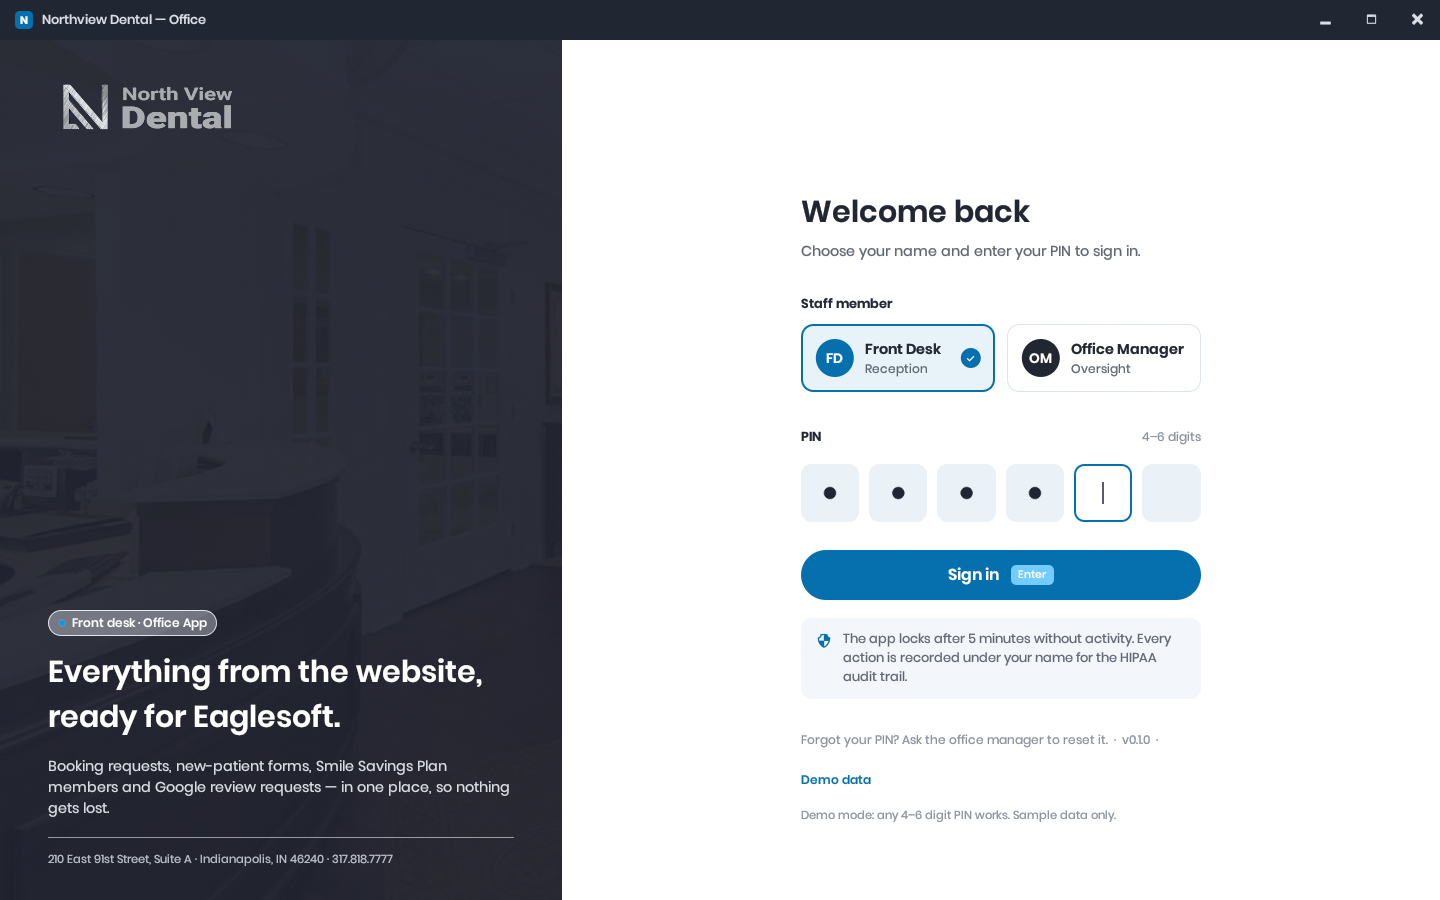 N Northview Dental — Office
North View
Dental
Front desk · Office App
Everything from the website,
ready for Eaglesoft.
Booking requests, new-patient forms, Smile Savings Plan
members and Google review requests — in one place, so nothing
gets lost.
210 East 91st Street, Suite A · Indianapolis, IN 46240 · 317.818.7777
Welcome back
Choose your name and enter your PIN to sign in.
Staff member
FD Front Desk
Reception
OM Office Manager
Oversight
PIN 4–6 digits
Sign in Enter
The app locks after 5 minutes without activity. Every
action is recorded under your name for the HIPAA
audit trail.
Forgot your PIN? Ask the office manager to reset it. · v0.1.0 ·
Demo data
Demo mode: any 4–6 digit PIN works. Sample data only.